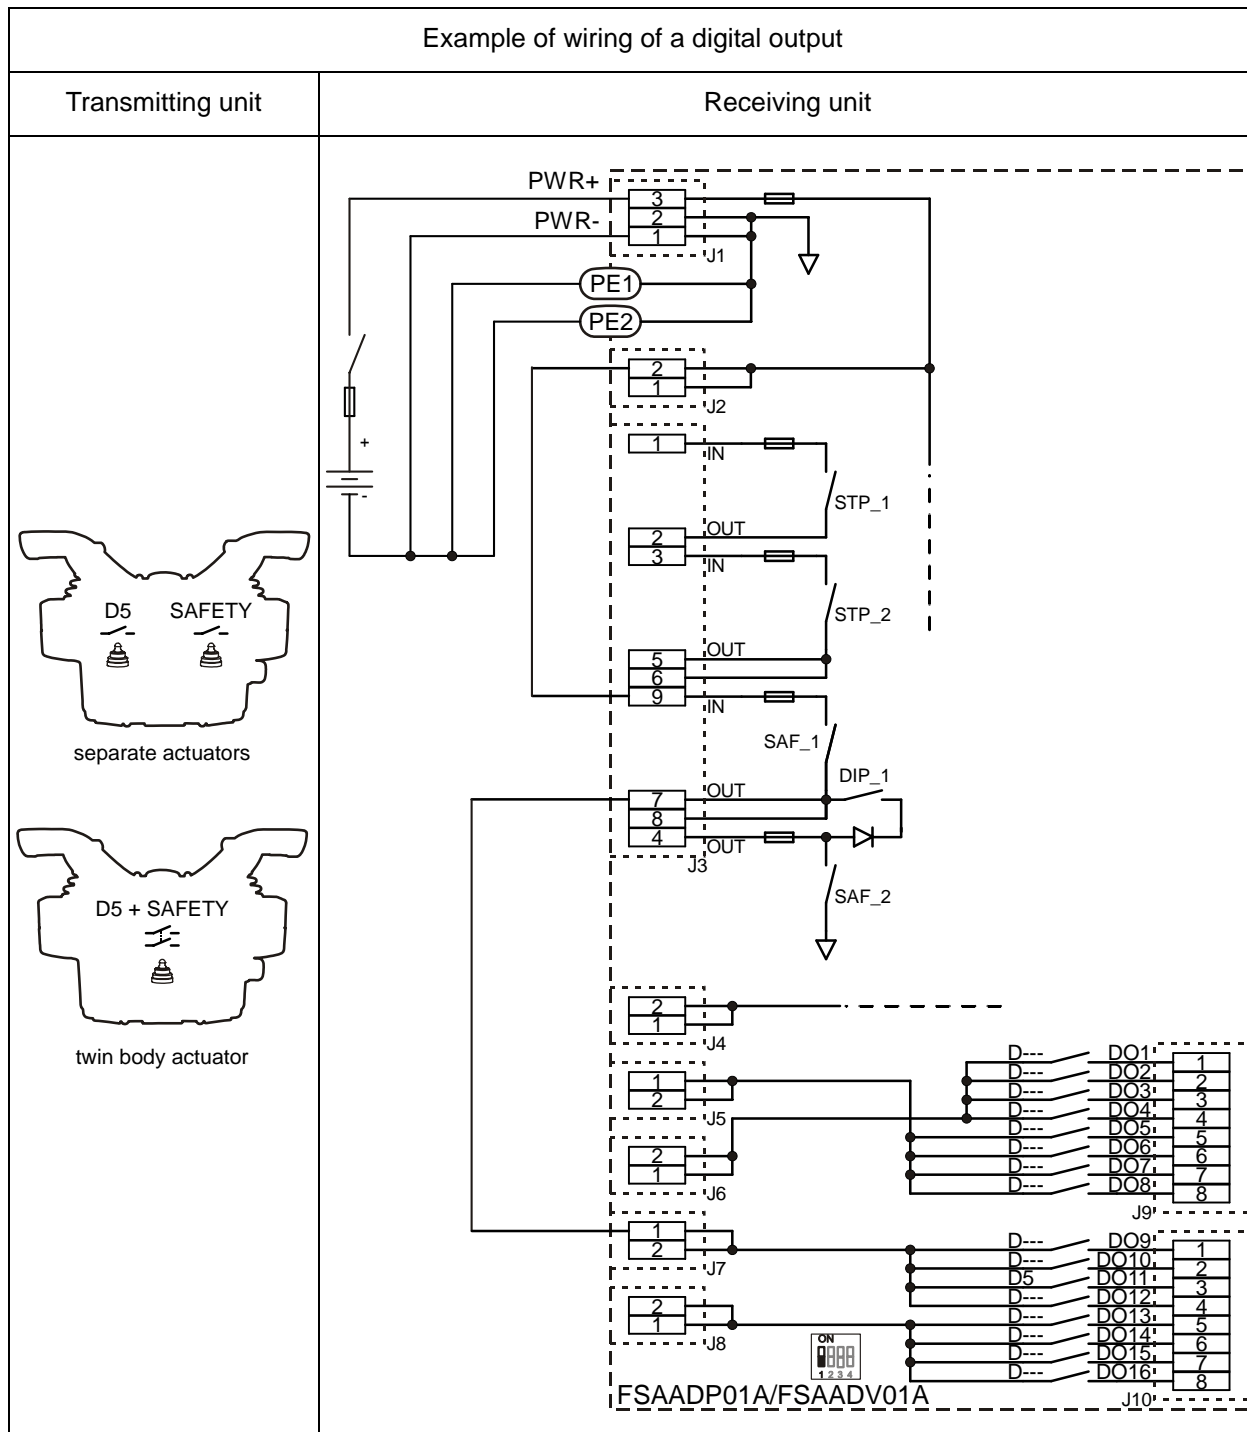 Example of wiring of a digital output
Transmitting unit
Receiving unit
D5 SAFETY
separate actuators
D5 + SAFETY
twin body actuator
PWR+
PWR-
3
2
1
J1
PE1
PE2
+
-
2
1
J2
1
IN
STP_1
2
OUT
3
IN
STP_2
5
OUT
6
9
IN
SAF_1
DIP_1
7
OUT
8
4
OUT
J3
SAF_2
2
1
J4
1
2
J5
2
1
J6
1
2
J7
2
1
J8
D--- DO1 1
D--- DO2 2
D--- DO3 3
D--- DO4 4
D--- DO5 5
D--- DO6 6
D--- DO7 7
D--- DO8 8
J9
D--- DO9 1
D--- DO10 2
D5 DO11 3
D--- DO12 4
D--- DO13 5
D--- DO14 6
D--- DO15 7
D--- DO16 8
J10
ON
1 2 3 4
FSAADP01A/FSAADV01A